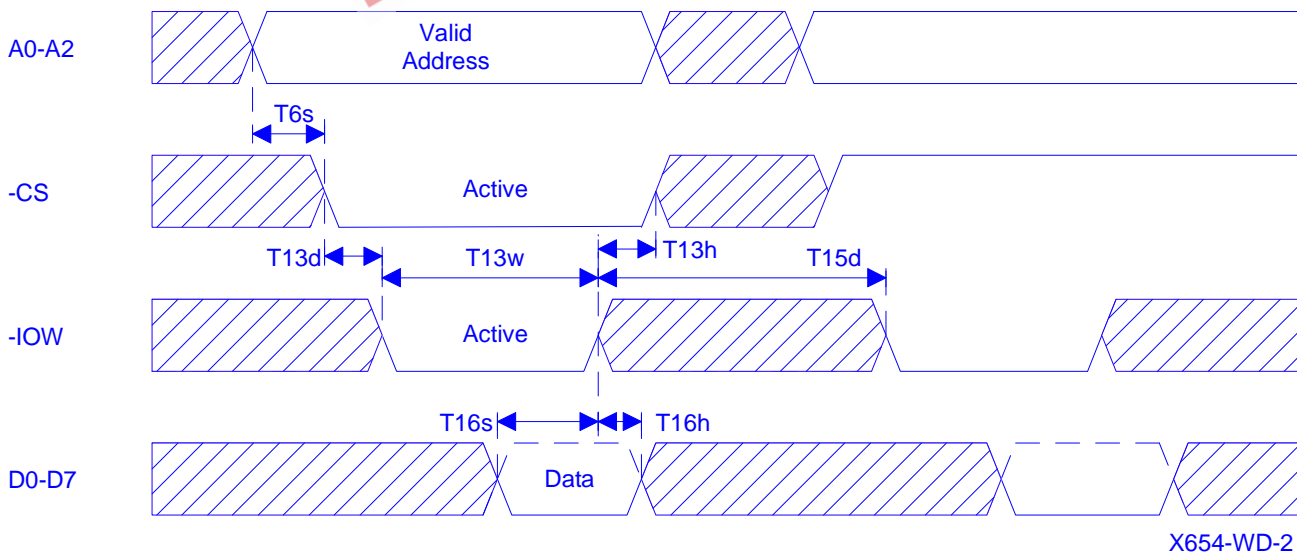 A0-A2
Valid
Address
T6s
-CS
Active
T13d
T13w
T13h
T15d
-IOW
Active
T16s
T16h
D0-D7
Data
X654-WD-2